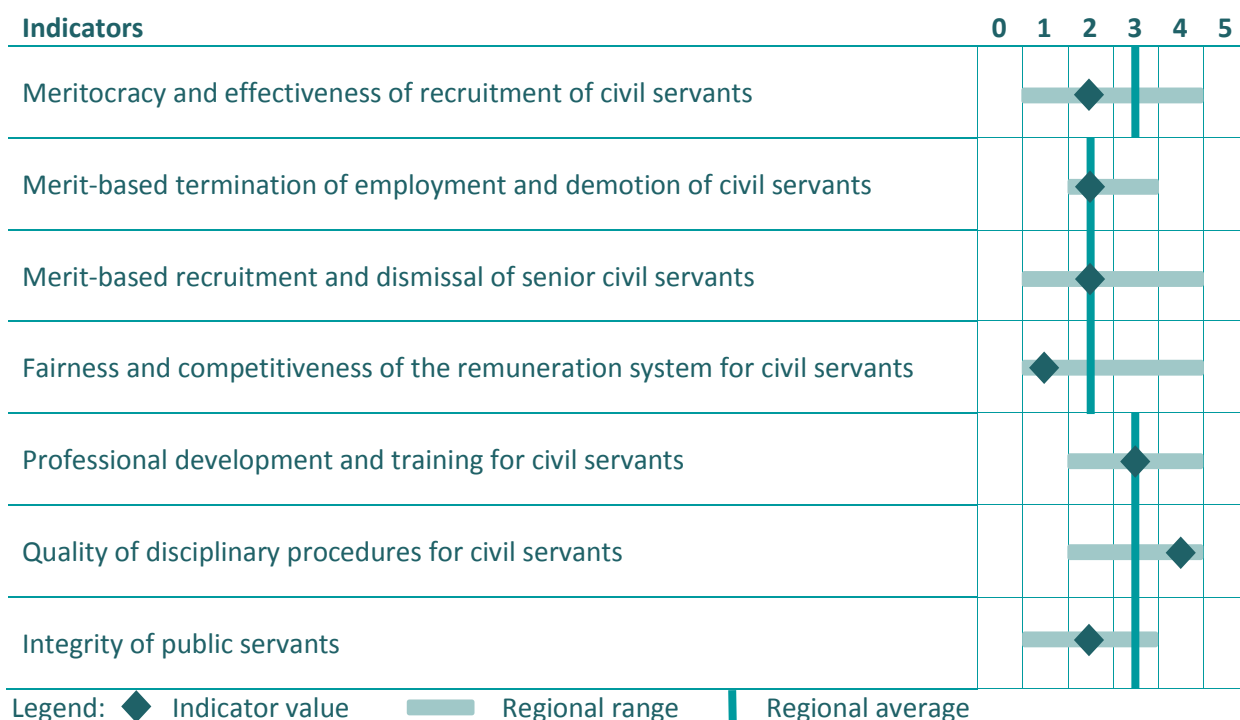 Indicators 0 1 2 3 4 5
Meritocracy and effectiveness of recruitment of civil servants
Merit-based termination of employment and demotion of civil servants
Merit-based recruitment and dismissal of senior civil servants
Fairness and competitiveness of the remuneration system for civil servants
Professional development and training for civil servants
Quality of disciplinary procedures for civil servants
Integrity of public servants
Legend: Indicator value Regional range Regional average